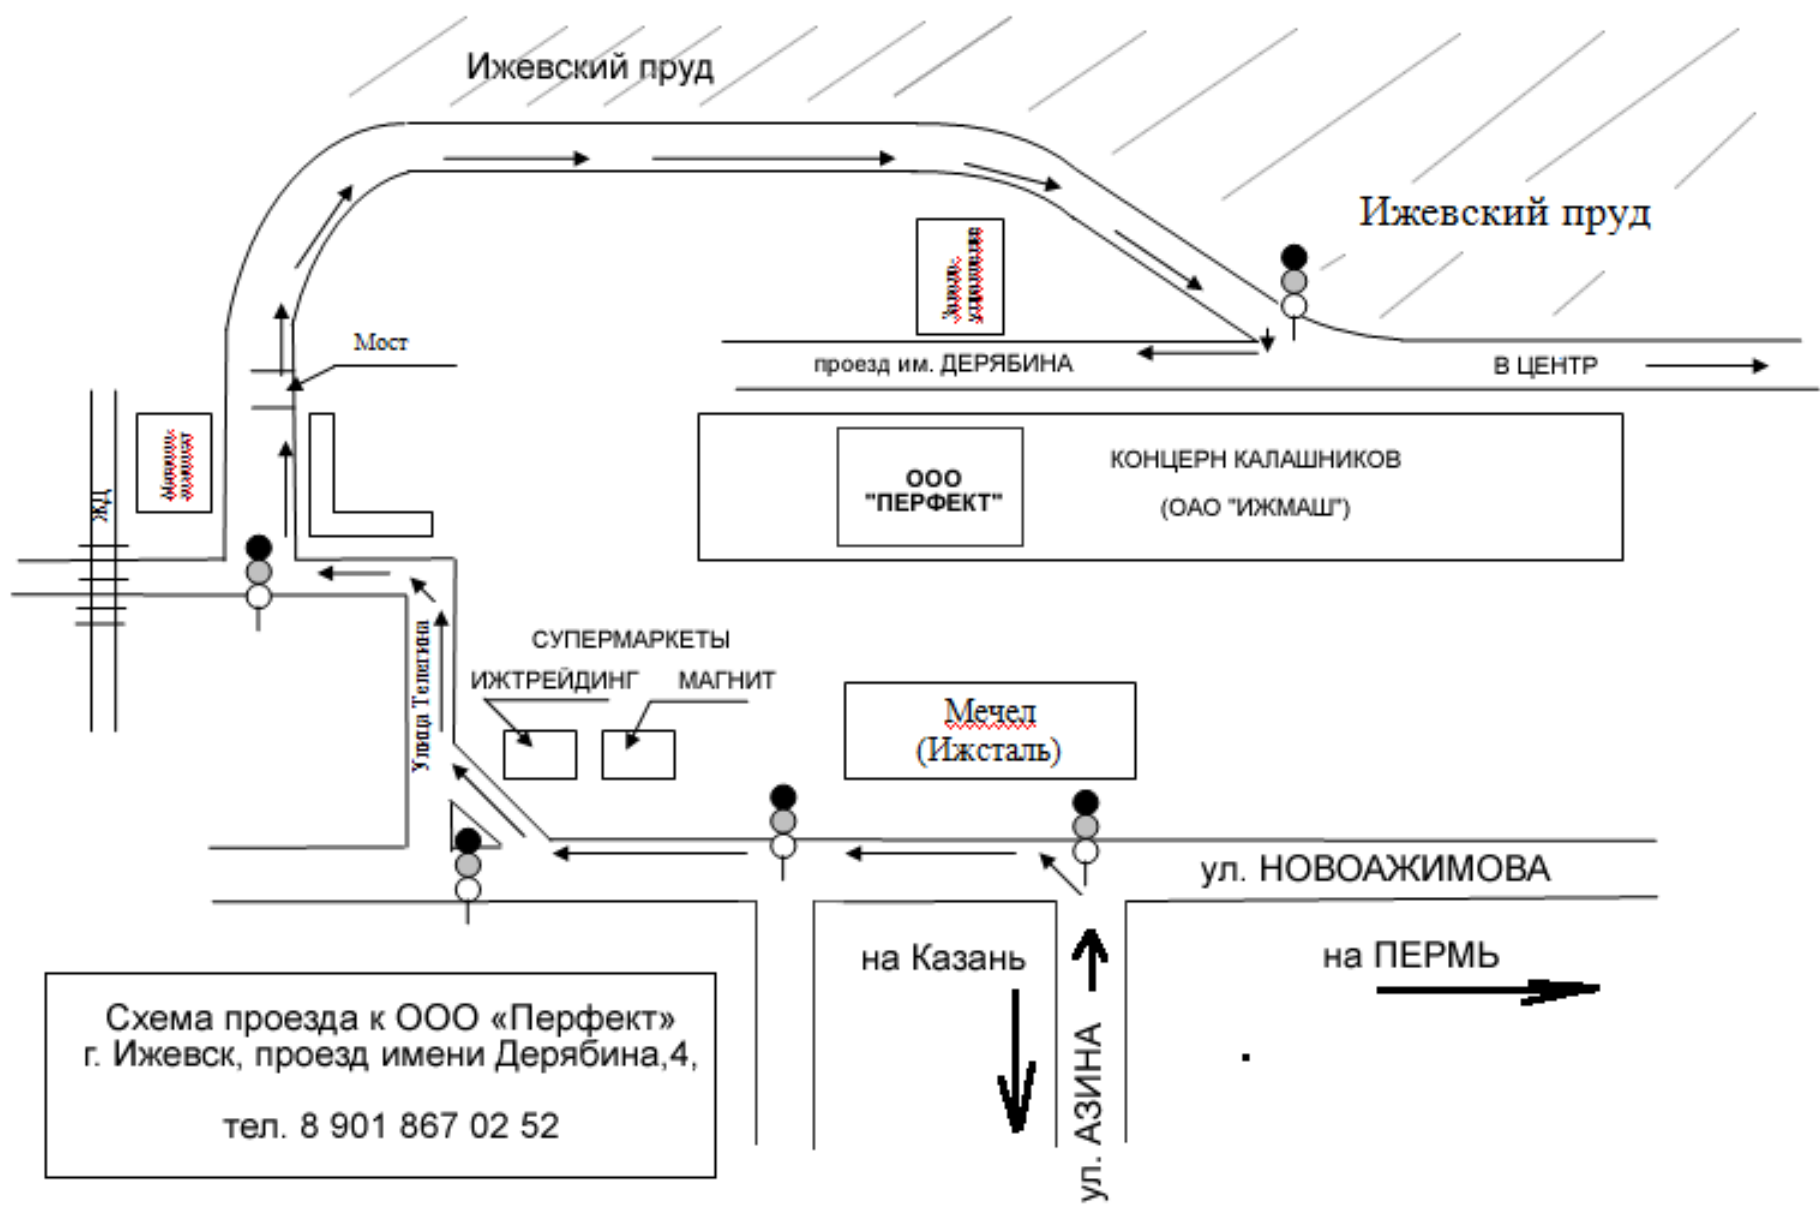 Ижевский пруд
Ижевский пруд
Заводо-
управление
Мост
проезд им. ДЕРЯБИНА
В ЦЕНТР
ООО
"ПЕРФЕКТ"
КОНЦЕРН КАЛАШНИКОВ
(ОАО "ИЖМАШ")
ЖД
Улица Телегина
СУПЕРМАРКЕТЫ
ИЖТРЕЙДИНГ
МАГНИТ
Мечел
(Ижсталь)
ул. НОВОАЖИМОВА
на Казань
ул. АЗИНА
на ПЕРМЬ
Схема проезда к ООО «Перфект»
г. Ижевск, проезд имени Дерябина,4,
тел. 8 901 867 02 52